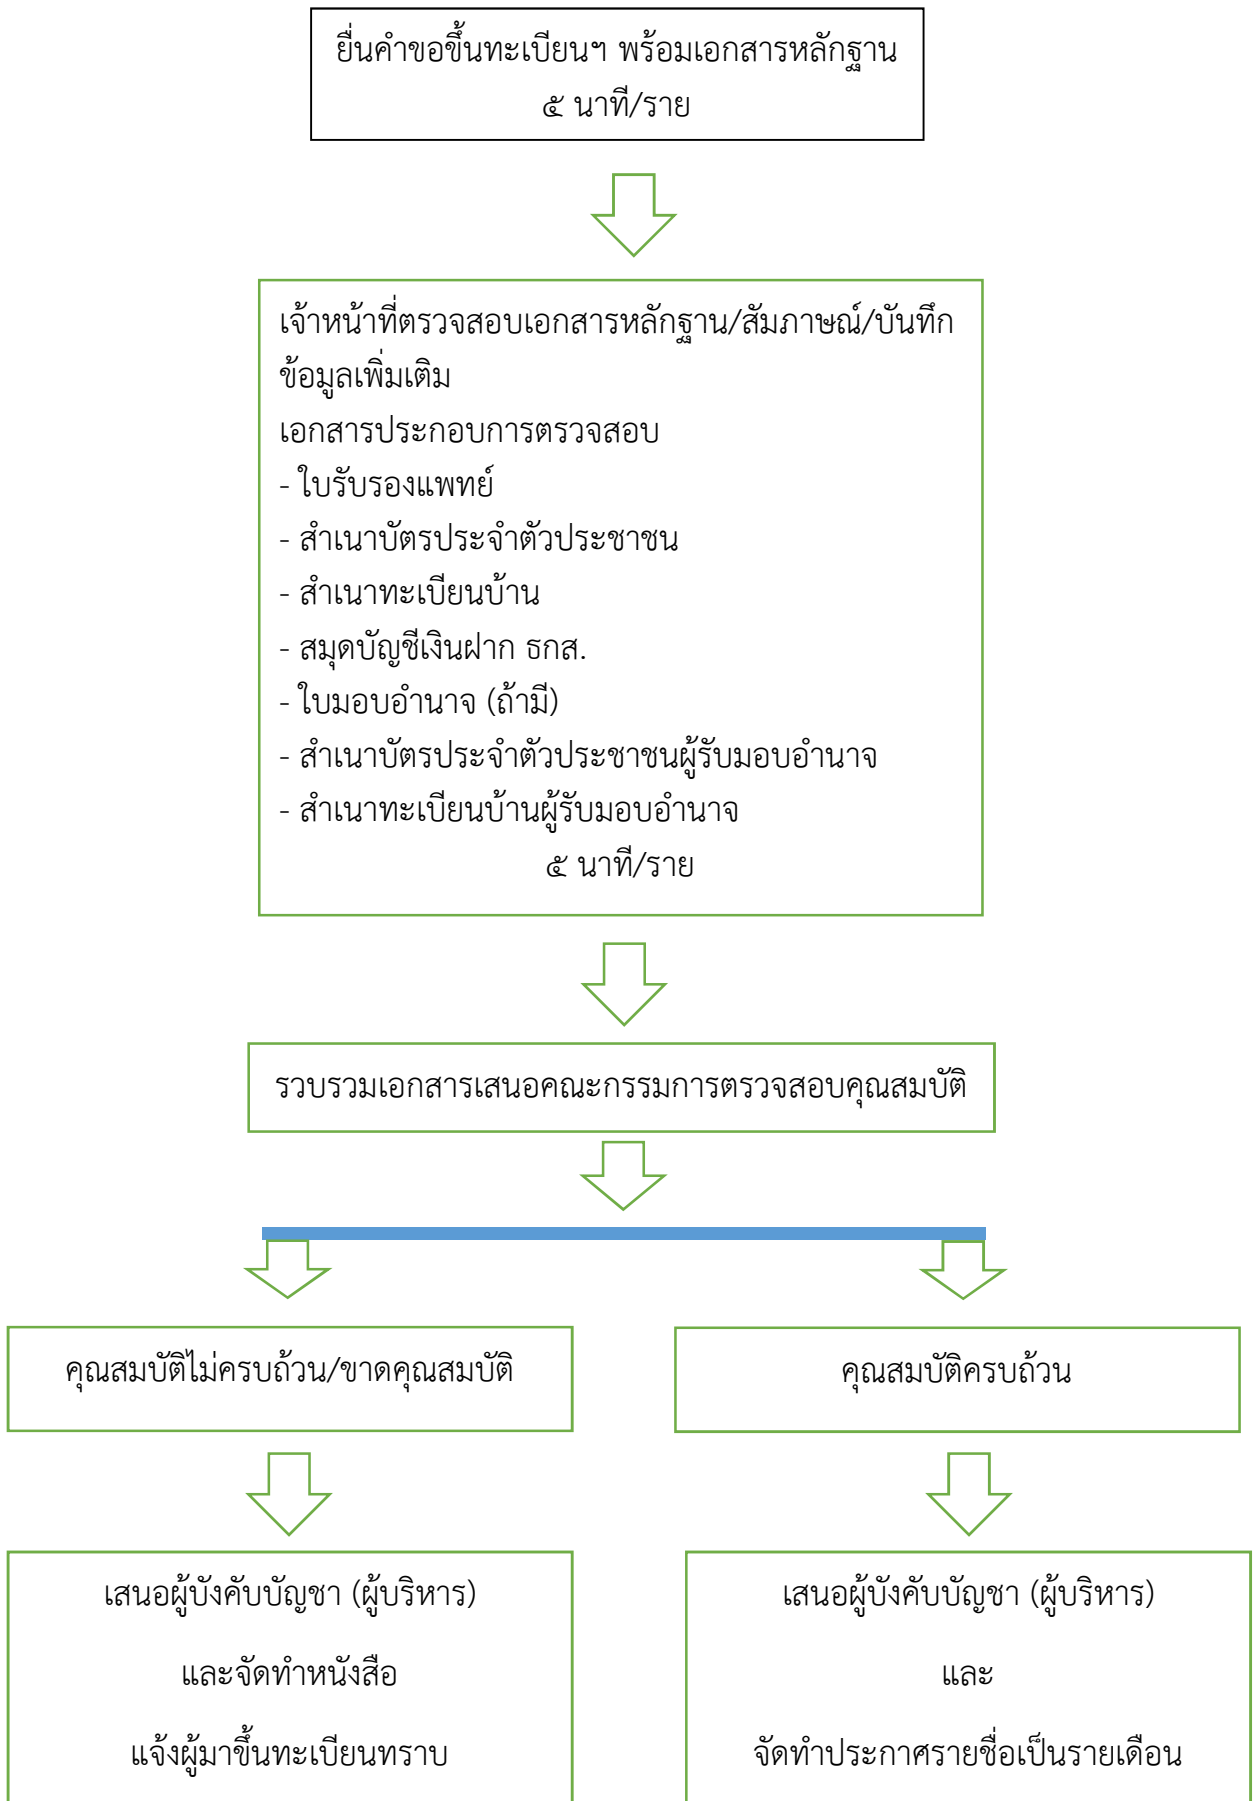 ยื่นคำขอขึ้นทะเบียนฯ พร้อมเอกสารหลักฐาน
๕ นาที/ราย
เจ้าหน้าที่ตรวจสอบเอกสารหลักฐาน/สัมภาษณ์/บันทึก
ข้อมูลเพิ่มเติม
เอกสารประกอบการตรวจสอบ
- ใบรับรองแพทย์
- สำเนาบัตรประจำตัวประชาชน
- สำเนาทะเบียนบ้าน
- สมุดบัญชีเงินฝาก ธกส.
- ใบมอบอำนาจ (ถ้ามี)
- สำเนาบัตรประจำตัวประชาชนผู้รับมอบอำนาจ
- สำเนาทะเบียนบ้านผู้รับมอบอำนาจ
๕ นาที/ราย
รวบรวมเอกสารเสนอคณะกรรมการตรวจสอบคุณสมบัติ
คุณสมบัติไม่ครบถ้วน/ขาดคุณสมบัติ
คุณสมบัติครบถ้วน
เสนอผู้บังคับบัญชา (ผู้บริหาร)
และจัดทำหนังสือ
แจ้งผู้มาขึ้นทะเบียนทราบ
เสนอผู้บังคับบัญชา (ผู้บริหาร)
และ
จัดทำประกาศรายชื่อเป็นรายเดือน